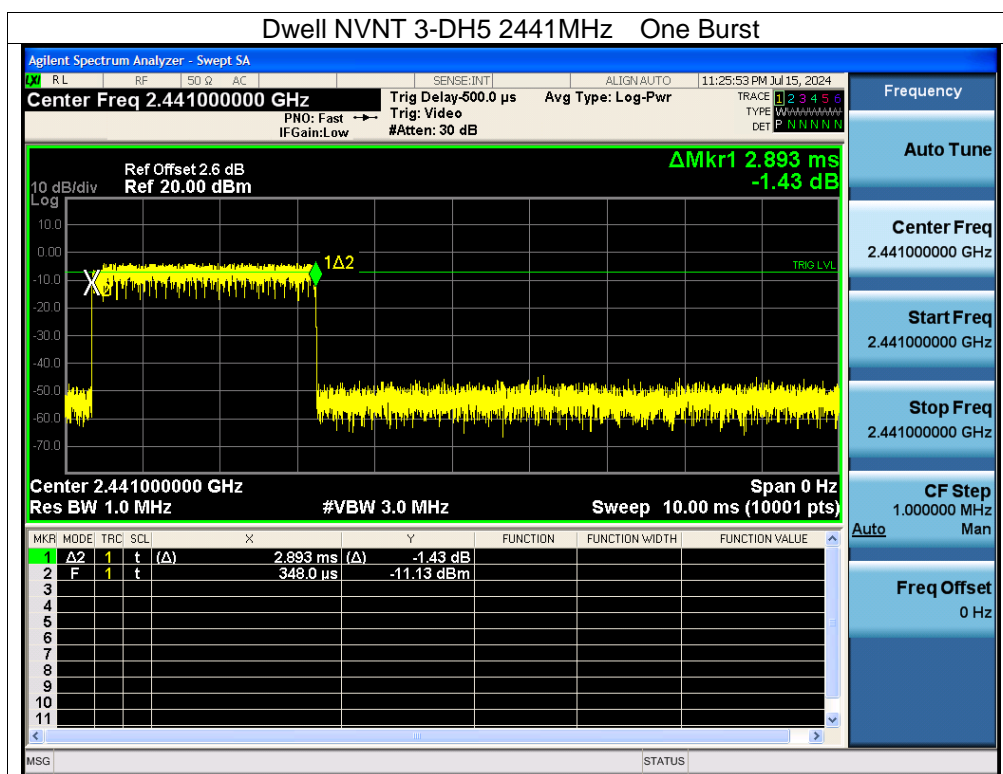 Dwell NVNT 3-DH5 2441MHz One Burst
Agilent Spectrum Analyzer - Swept SA
LXI RL RF 50 Ω AC SENSE:INT ALIGN AUTO 11:25:53 PM Jul 15, 2024
Center Freq 2.441000000 GHz Trig Delay-500.0 µs Avg Type: Log-Pwr TRACE 1 2 3 4 5 6
PNO: Fast Trig: Video TYPE WWWWWW
IFGain:Low #Atten: 30 dB DET P N N N N N
ΔMkr1 2.893 ms
-1.43 dB
Ref Offset 2.6 dB
10 dB/div Ref 20.00 dBm
Log
10.0
0.00
-10.0
-20.0
-30.0
-40.0
-50.0
-60.0
-70.0
1Δ2
TRIG LVL
Center 2.441000000 GHz Span 0 Hz
Res BW 1.0 MHz #VBW 3.0 MHz Sweep 10.00 ms (10001 pts)
MKR MODE TRC SCL X Y FUNCTION FUNCTION WIDTH FUNCTION VALUE
1 Δ2 1 t (Δ) 2.893 ms (Δ) -1.43 dB
2 F 1 t 348.0 µs -11.13 dBm
3
4
5
6
7
8
9
10
11
MSG STATUS
Frequency
Auto Tune
Center Freq
2.441000000 GHz
Start Freq
2.441000000 GHz
Stop Freq
2.441000000 GHz
CF Step
1.000000 MHz
Auto Man
Freq Offset
0 Hz